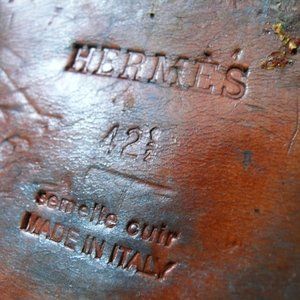 HERMÈS
42½
semelle cuir
MADE IN ITALY